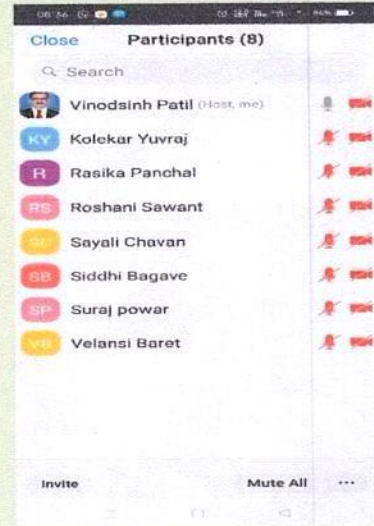 Close Participants (8)
Search
Vinodsinh Patil (Host, me)
KY Kolekar Yuvraj
R Rasika Panchal
RS Roshani Sawant
Sayali Chavan
SB Siddhi Bagave
SP Suraj powar
VB Velansi Baret
Invite Mute All ...